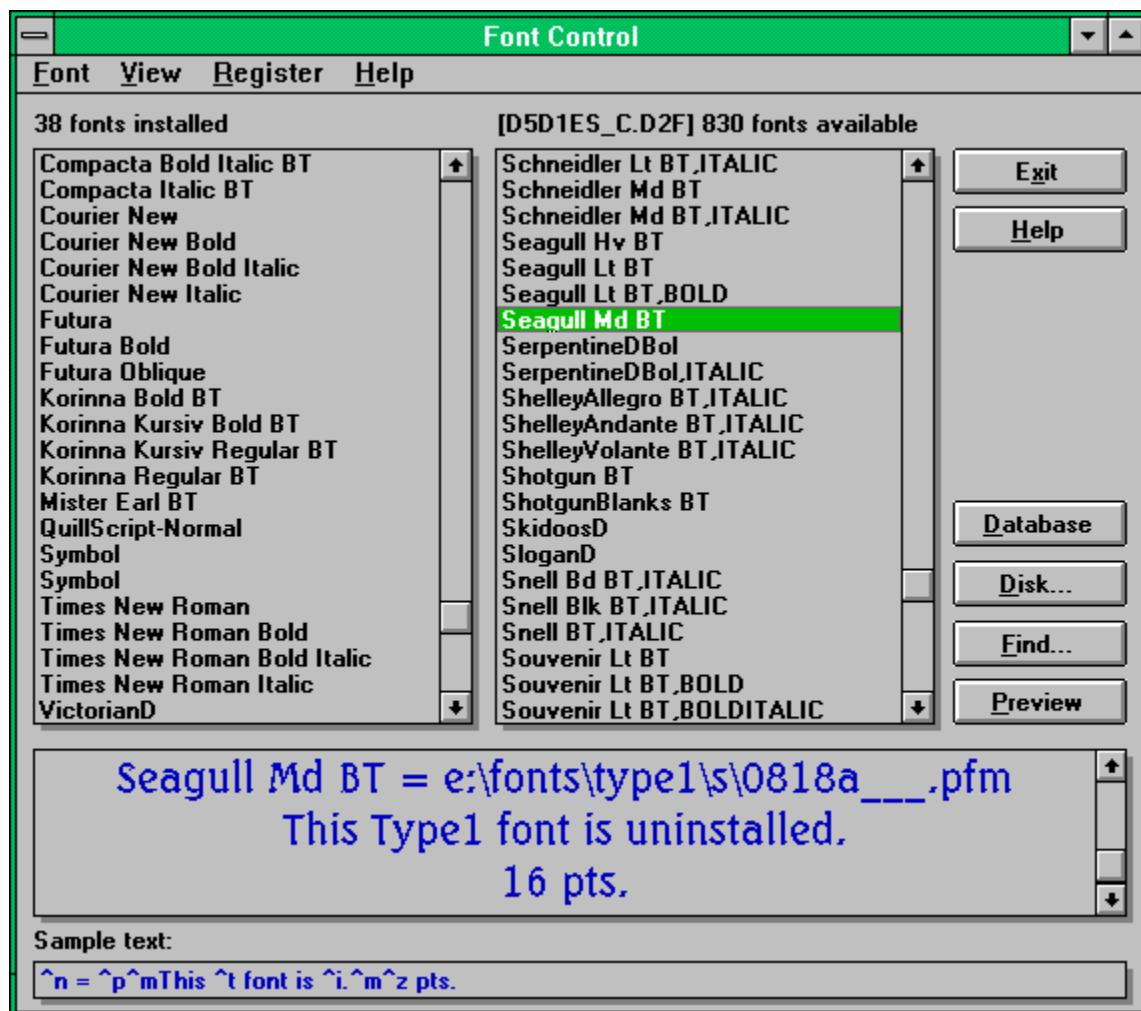 Font Control
Font View Register Help
38 fonts installed
Compacta Bold Italic BT
Compacta Italic BT
Courier New
Courier New Bold
Courier New Bold Italic
Courier New Italic
Futura
Futura Bold
Futura Oblique
Korinna Bold BT
Korinna Kursiv Bold BT
Korinna Kursiv Regular BT
Korinna Regular BT
Mister Earl BT
QuillScript-Normal
Symbol
Symbol
Times New Roman
Times New Roman Bold
Times New Roman Bold Italic
Times New Roman Italic
VictorianD
[D5D1ES_C.D2F] 830 fonts available
Schneidler Lt BT,ITALIC
Schneidler Md BT
Schneidler Md BT,ITALIC
Seagull Hv BT
Seagull Lt BT
Seagull Lt BT,BOLD
Seagull Md BT
SerpentineDBol
SerpentineDBol,ITALIC
ShelleyAllegro BT,ITALIC
ShelleyAndante BT,ITALIC
ShelleyVolante BT,ITALIC
Shotgun BT
ShotgunBlanks BT
SkidoosD
SloganD
Snell Bd BT,ITALIC
Snell Blk BT,ITALIC
Snell BT,ITALIC
Souvenir Lt BT
Souvenir Lt BT,BOLD
Souvenir Lt BT,BOLDITALIC
Exit
Help
Database
Disk...
Find...
Preview
Seagull Md BT = e:\fonts\type1\s\0818a___.pfm
This Type1 font is uninstalled.
16 pts.
Sample text:
^n = ^p^mThis ^t font is ^i.^m^z pts.